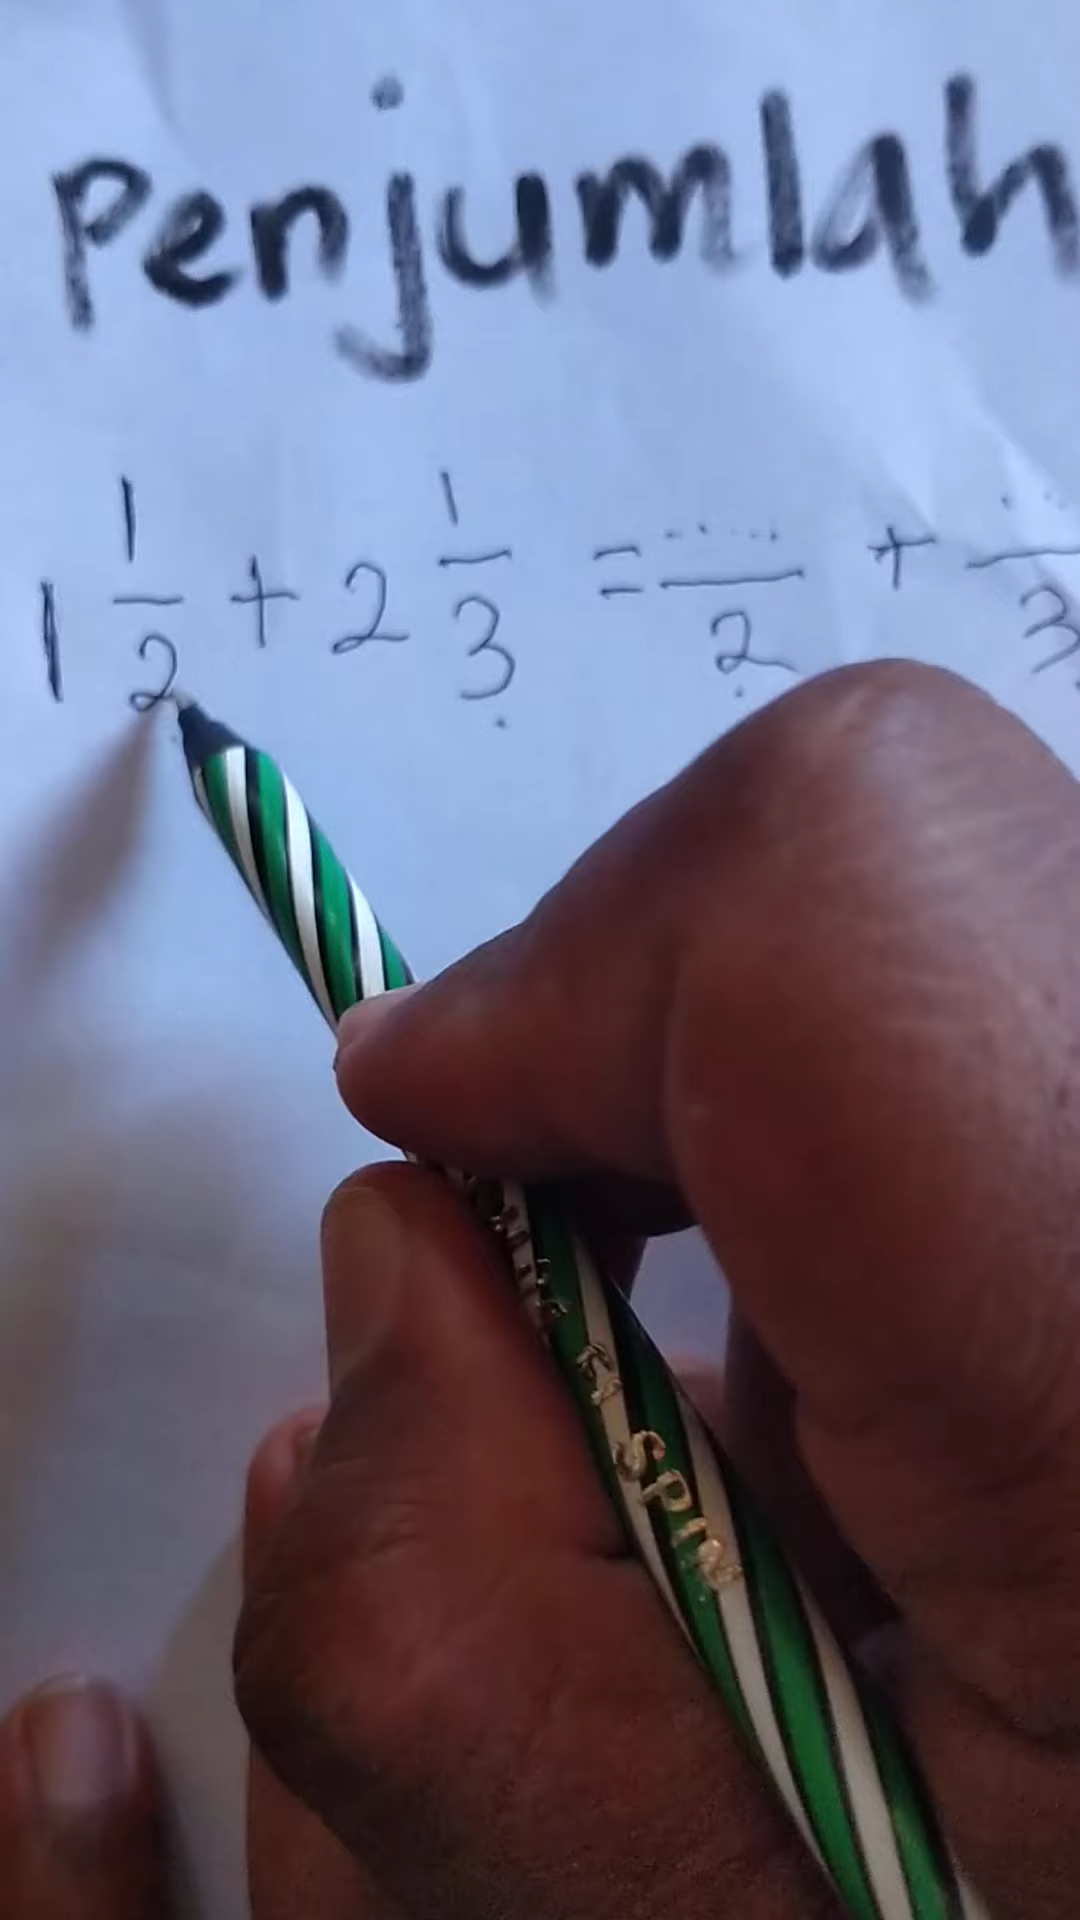 Penjumlah
1 1/2 + 2 1/3 = ...../2 + ..../3